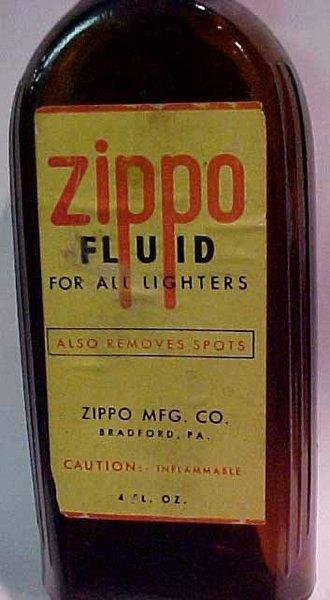 zippo
FLUID
FOR ALL LIGHTERS
ALSO REMOVES SPOTS
ZIPPO MFG. CO.
BRADFORD, PA.
CAUTION:- INFLAMMABLE
4 FL. OZ.